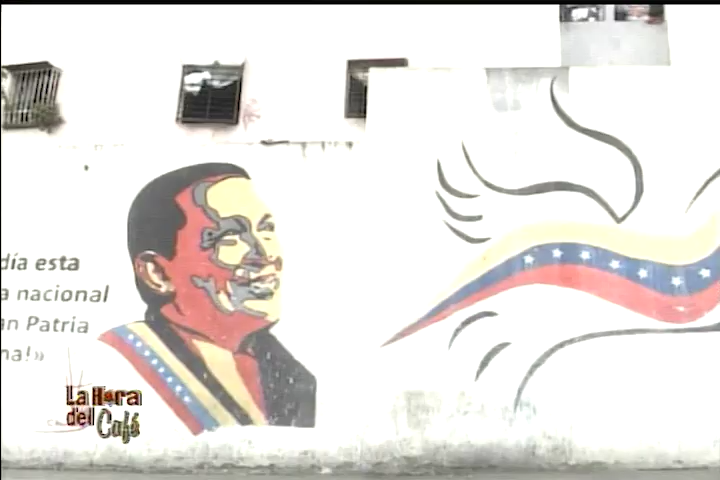 día esta
a nacional
an Patria
na!»
La Hora
del Café